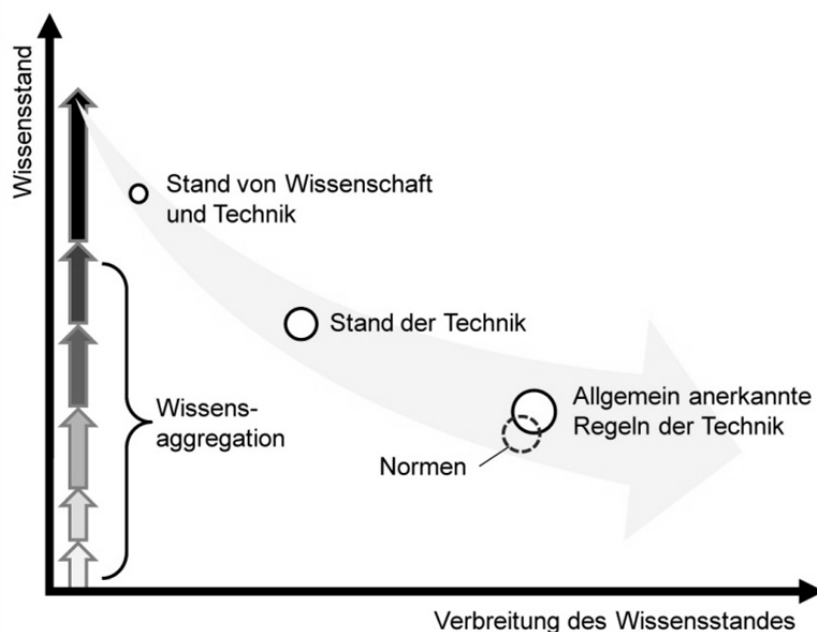 Wissensstand
Stand von Wissenschaft
und Technik
Stand der Technik
Allgemein anerkannte
Regeln der Technik
Wissens-
aggregation
Normen
Verbreitung des Wissensstandes